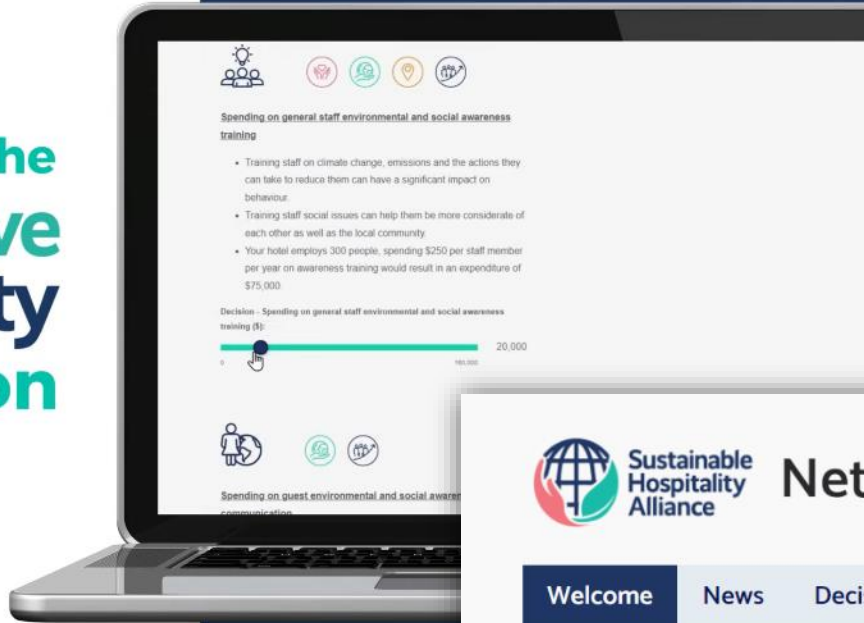 he
ve
ty
on
Spending on general staff environmental and social awareness
training
• Training staff on climate change, emissions and the actions they
can take to reduce them can have a significant impact on
behaviour.
• Training staff social issues can help them be more considerate of
each other as well as the local community.
• Your hotel employs 300 people, spending $250 per staff member
per year on awareness training would result in an expenditure of
$75,000.
Decision - Spending on general staff environmental and social awareness
training ($):
20,000
0
Spending on guest environmental and social awaren
communication
Sustainable
Hospitality
Alliance
Net
Welcome News Decis